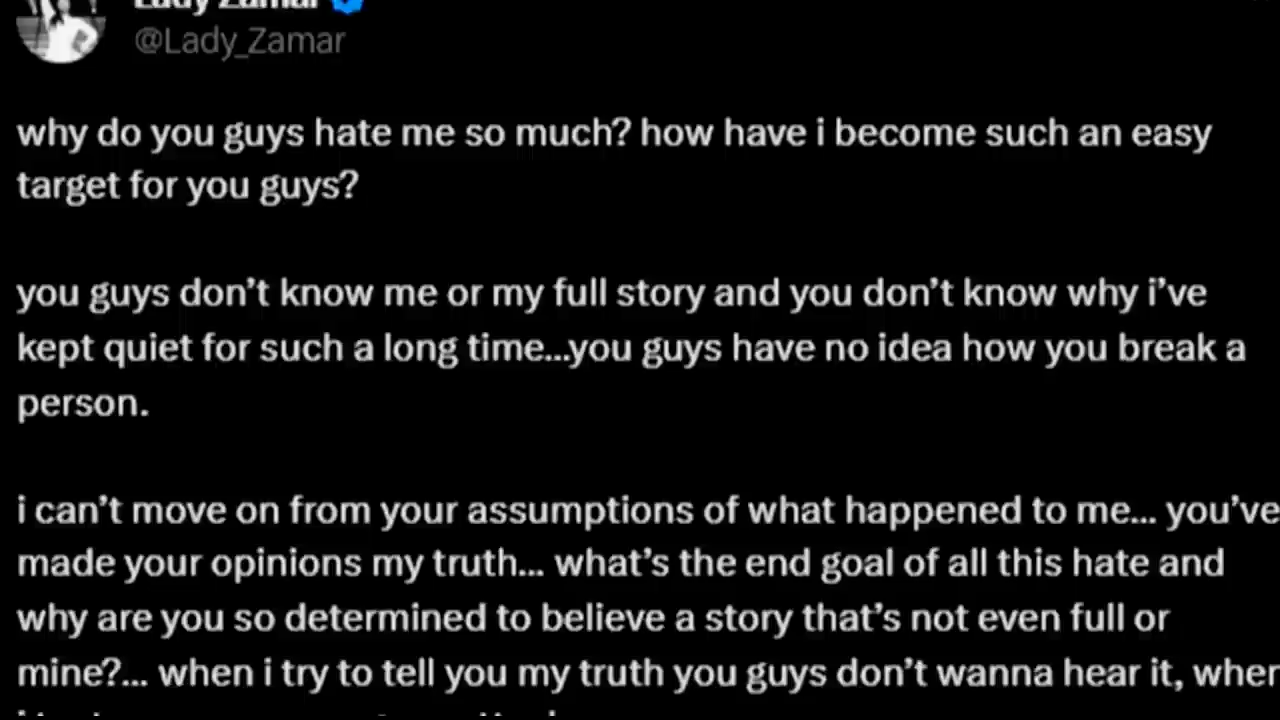 Lady Zamar
@Lady_Zamar
why do you guys hate me so much? how have i become such an easy
target for you guys?
you guys don't know me or my full story and you don't know why i've
kept quiet for such a long time...you guys have no idea how you break a
person.
i can't move on from your assumptions of what happened to me... you've
made your opinions my truth... what's the end goal of all this hate and
why are you so determined to believe a story that's not even full or
mine?... when i try to tell you my truth you guys don't wanna hear it, when